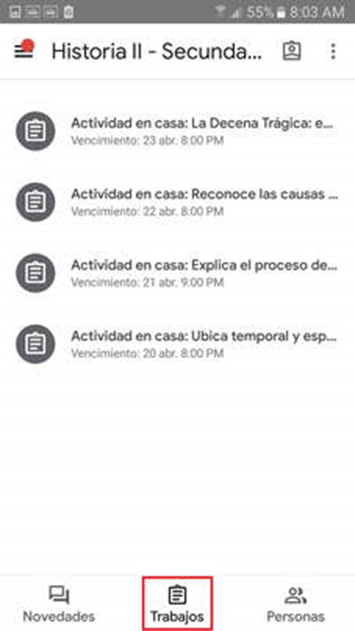 55% 8:03 AM
Historia II - Secunda...
Actividad en casa: La Decena Trágica: e...
Vencimiento: 23 abr. 8:00 PM
Actividad en casa: Reconoce las causas ...
Vencimiento: 22 abr. 8:00 PM
Actividad en casa: Explica el proceso de...
Vencimiento: 21 abr. 9:00 PM
Actividad en casa: Ubica temporal y esp...
Vencimiento: 20 abr. 8:00 PM
Novedades
Trabajos
Personas